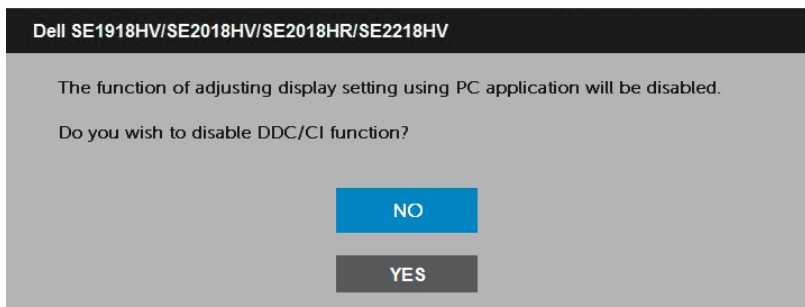 Dell SE1918HV/SE2018HV/SE2018HR/SE2218HV
The function of adjusting display setting using PC application will be disabled.
Do you wish to disable DDC/CI function?
NO
YES